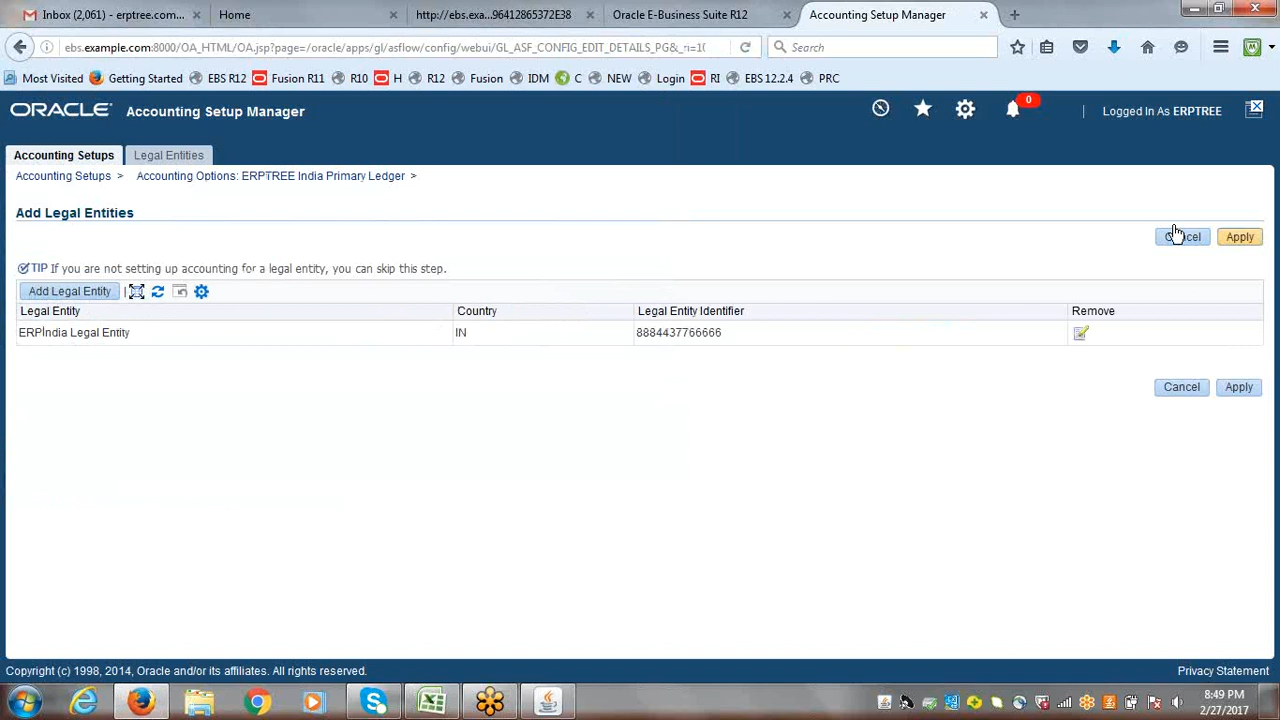 Inbox (2,061) - erptree.com...
Home
http://ebs.exa...96412865372E38
Oracle E-Business Suite R12
Accounting Setup Manager
ebs.example.com:8000/OA_HTML/OA.jsp?page=/oracle/apps/gl/asflow/config/webui/GL_ASF_CONFIG_EDIT_DETAILS_PG&_ri=1(
Search
Most Visited
Getting Started
EBS R12
Fusion R11
R10
H
R12
Fusion
IDM
C
NEW
Login
RI
EBS 12.2.4
PRC
ORACLE Accounting Setup Manager
0
Logged In As ERPTREE
Accounting Setups
Legal Entities
Accounting Setups > Accounting Options: ERPTREE India Primary Ledger >
Add Legal Entities
Cancel
Apply
TIP If you are not setting up accounting for a legal entity, you can skip this step.
Add Legal Entity
Legal Entity Country Legal Entity Identifier Remove
ERPIndia Legal Entity IN 8884437766666
Cancel
Apply
Copyright (c) 1998, 2014, Oracle and/or its affiliates. All rights reserved.
Privacy Statement
8:49 PM
2/27/2017